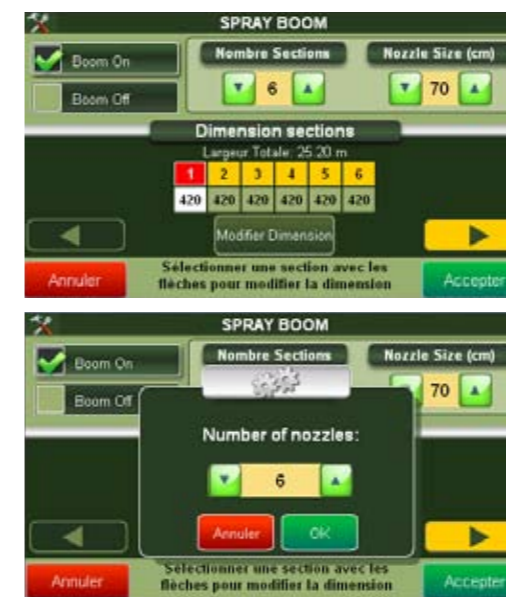 SPRAY BOOM
Boom On
Boom Off
Nombre Sections
6
Nozzle Size (cm)
70
Dimension sections
Largeur Totale: 25.20 m
1 2 3 4 5 6
420 420 420 420 420 420
Modifier Dimension
Annuler
Sélectionner une section avec les
flèches pour modifier la dimension
Accepter
SPRAY BOOM
Boom On
Boom Off
Nombre Sections
Nozzle Size (cm)
70
Number of nozzles:
6
Annuler
OK
Annuler
Sélectionner une section avec les
flèches pour modifier la dimension
Accepter